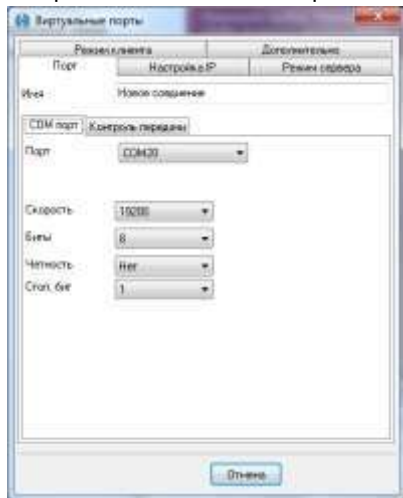 Виртуальные порты
Режим клиента
Дополнительно
Порт
Настройка IP
Режим сервера
Имя
Новое соединение
COM порт
Контроль передачи
Порт
COM20
Скорость
19200
Биты
8
Четность
Нет
Стоп. бит
1
Отмена